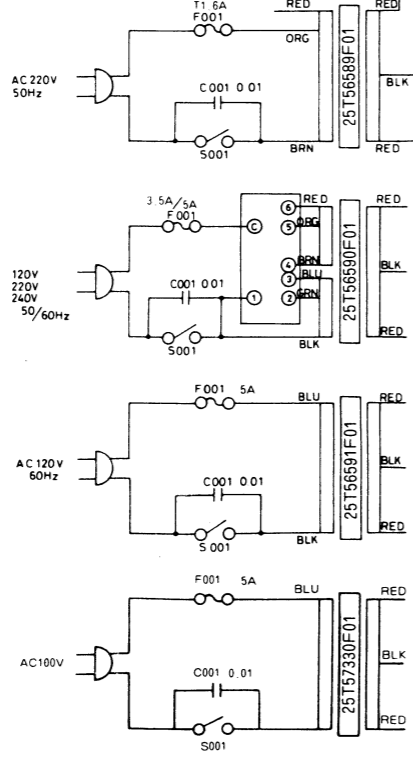 T1.6A
F001
RED
RED
ORG
AC 220V
50Hz
C001 0.01
S001
BRN
25T56589F01
BLK
RED
3.5A/5A
F001
C
6
RED
5
ORG
4
BRN
3
BLU
1
2
GRN
120V
220V
240V
50/60Hz
C001 0.01
S001
BLK
25T56590F01
RED
BLK
RED
F001 5A
BLU
RED
AC 120V
60Hz
C001 0.01
S001
BLK
25T56591F01
BLK
RED
F001 5A
BLU
RED
AC100V
C001 0.01
S001
25T57330F01
BLK
RED